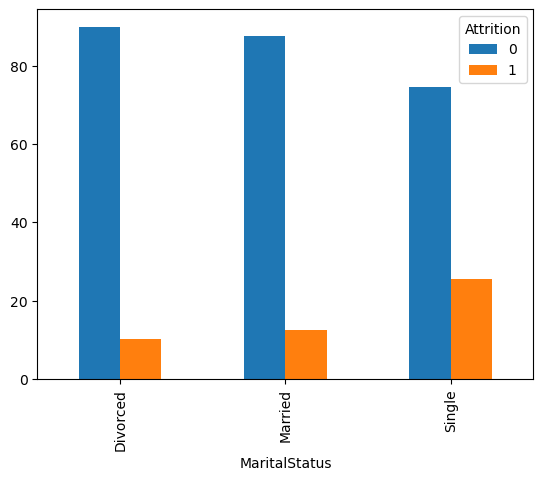 Attrition
0
1
80
60
40
20
0
Divorced
Married
Single
MaritalStatus